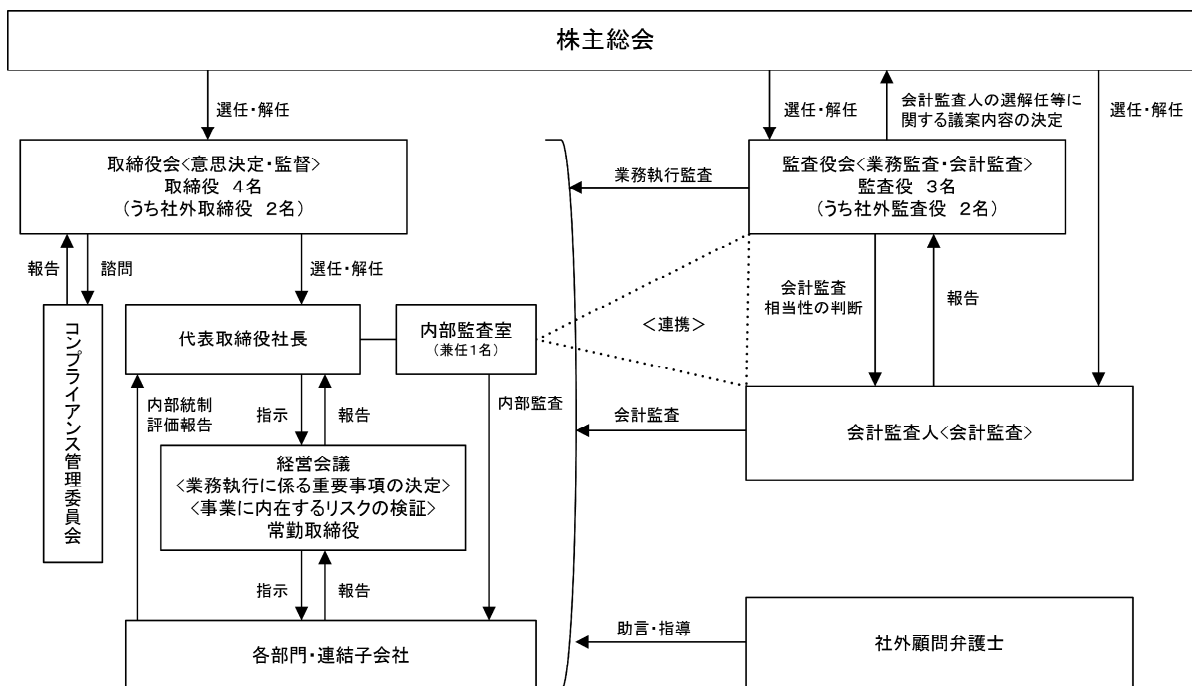 株主総会
選任・解任
選任・解任
会計監査人の選解任等に
関する議案内容の決定
選任・解任
取締役会＜意思決定・監督＞
取締役　４名
（うち社外取締役　２名）
業務執行監査
監査役会＜業務監査・会計監査＞
監査役　３名
（うち社外監査役　２名）
報告
諮問
選任・解任
会計監査
相当性の判断
報告
コンプライアンス管理委員会
代表取締役社長
内部監査室
（兼任１名）
＜連携＞
内部統制
評価報告
指示
報告
内部監査
会計監査
会計監査人＜会計監査＞
経営会議
＜業務執行に係る重要事項の決定＞
＜事業に内在するリスクの検証＞
常勤取締役
指示
報告
各部門・連結子会社
助言・指導
社外顧問弁護士